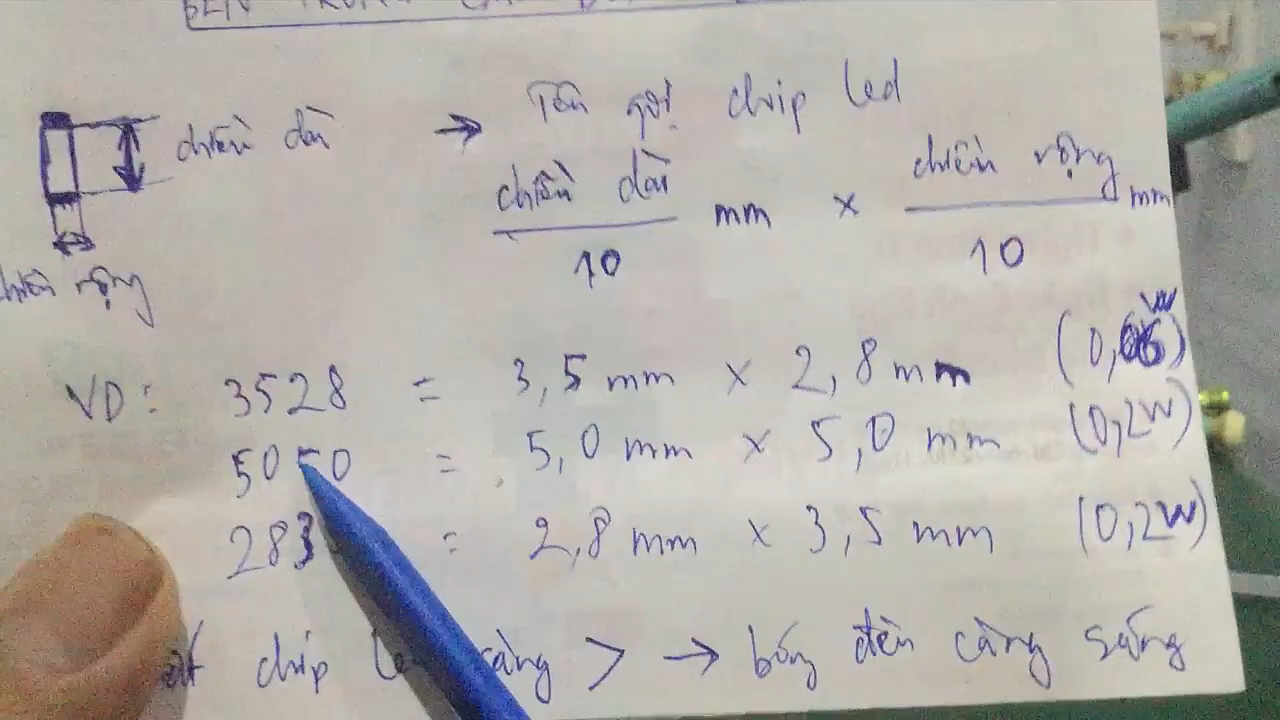 chiều dài → Tên gọi chip led
chiều dài mm x chiều rộng mm
10 10
chiều rộng
VD: 3528 = 3,5 mm x 2,8 mm (0,06W)
5050 = 5,0 mm x 5,0 mm (0,2W)
283 = 2,8 mm x 3,5 mm (0,2W)
chip càng > → bóng đèn càng sáng